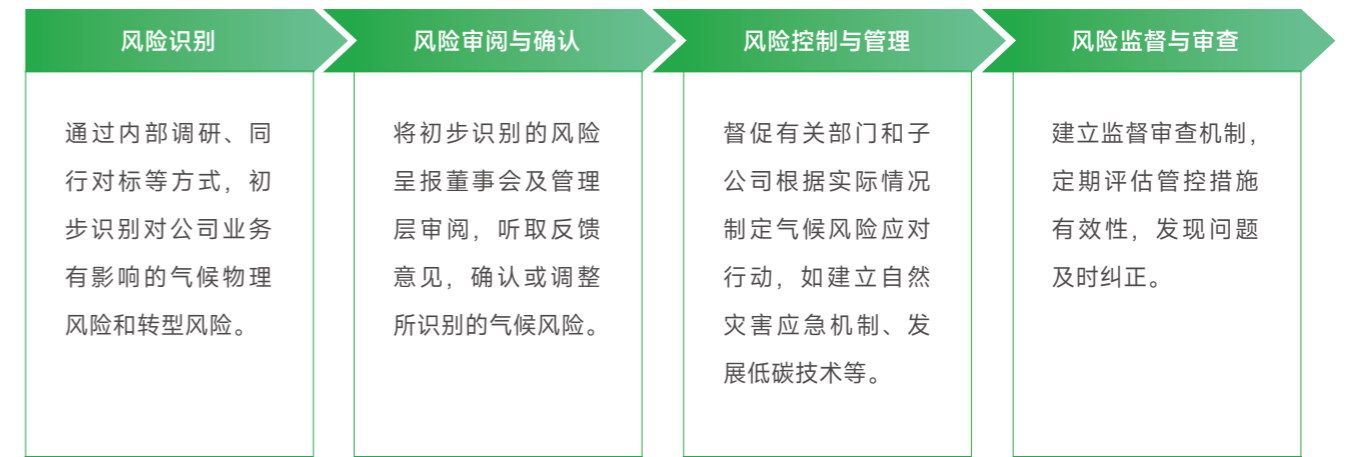 风险识别
通过内部调研、同
行对标等方式，初
步识别对公司业务
有影响的气候物理
风险和转型风险。
风险审阅与确认
将初步识别的风险
呈报董事会及管理
层审阅，听取反馈
意见，确认或调整
所识别的气候风险。
风险控制与管理
督促有关部门和子
公司根据实际情况
制定气候风险应对
行动，如建立自然
灾害应急机制、发
展低碳技术等。
风险监督与审查
建立监督审查机制，
定期评估管控措施
有效性，发现问题
及时纠正。